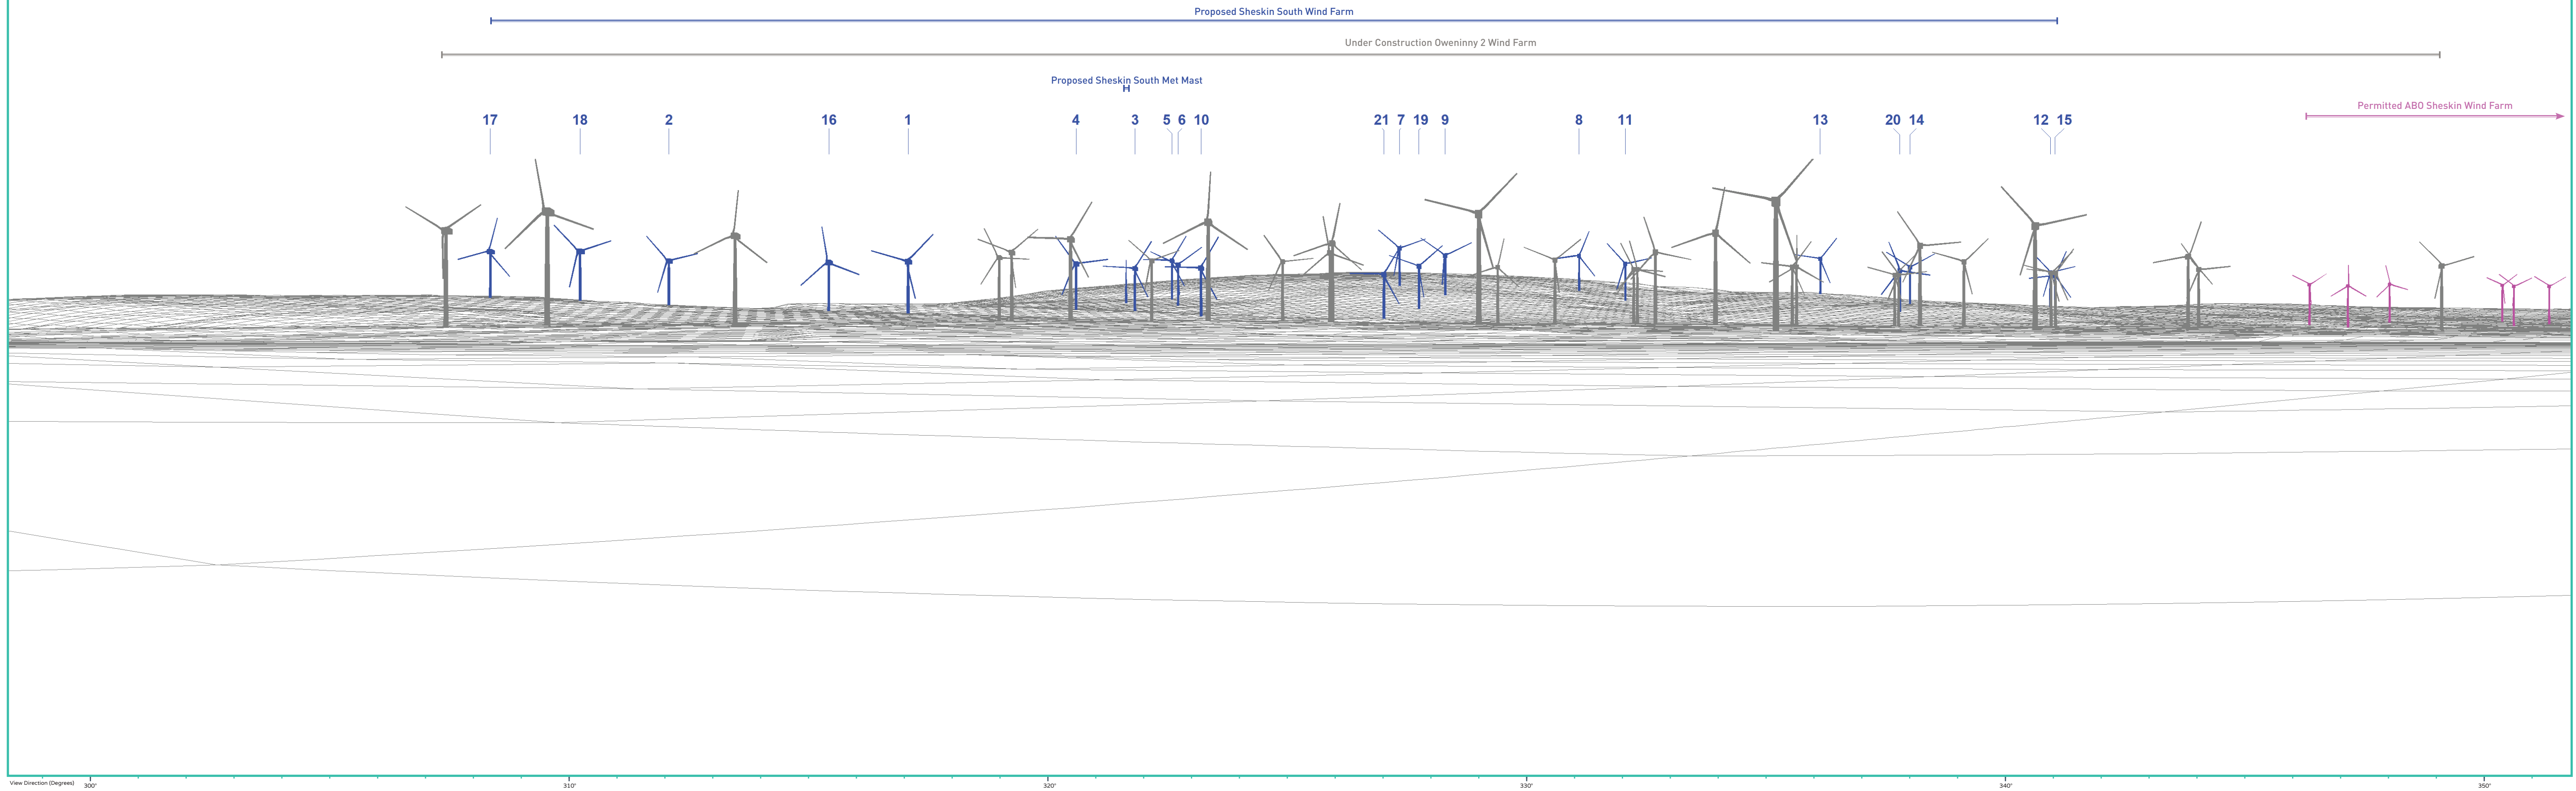 Proposed Sheskin South Wind Farm
Under Construction Oweninny 2 Wind Farm
Proposed Sheskin South Met Mast
Permitted ABO Sheskin Wind Farm
17 18 2 16 1 4 3 5 6 10 21 7 19 9 8 11 13 20 14 12 15
View Direction (Degrees)
300° 310° 320° 330° 340° 350°